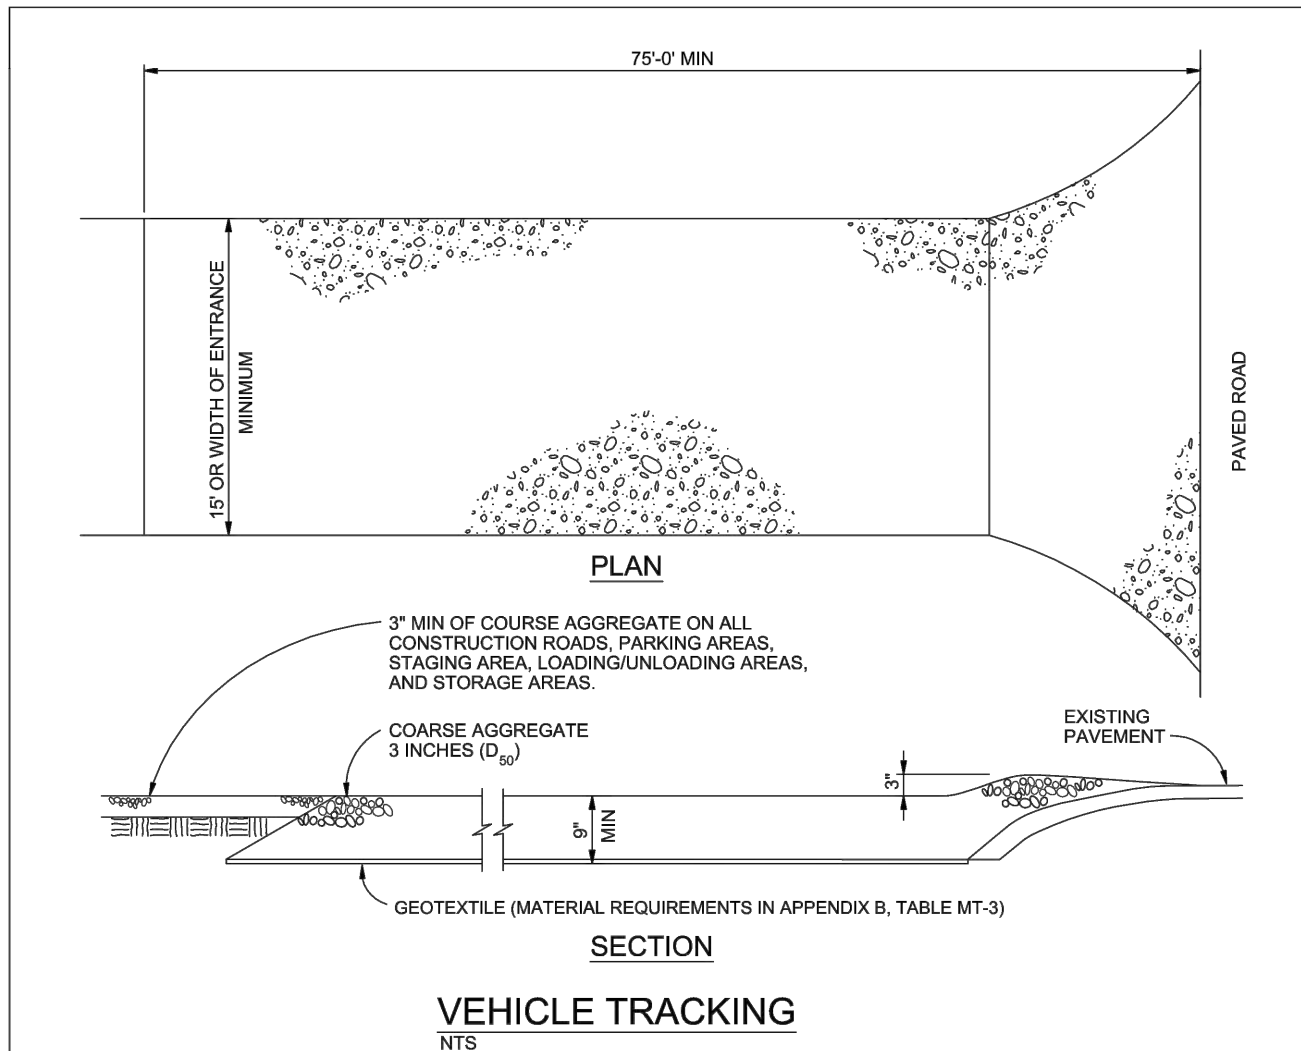 75'-0' MIN
15' OR WIDTH OF ENTRANCE
MINIMUM
PAVED ROAD
PLAN
3" MIN OF COURSE AGGREGATE ON ALL
CONSTRUCTION ROADS, PARKING AREAS,
STAGING AREA, LOADING/UNLOADING AREAS,
AND STORAGE AREAS.
COARSE AGGREGATE
3 INCHES (D50)
EXISTING
PAVEMENT
3"
9"
MIN
GEOTEXTILE (MATERIAL REQUIREMENTS IN APPENDIX B, TABLE MT-3)
SECTION
VEHICLE TRACKING
NTS